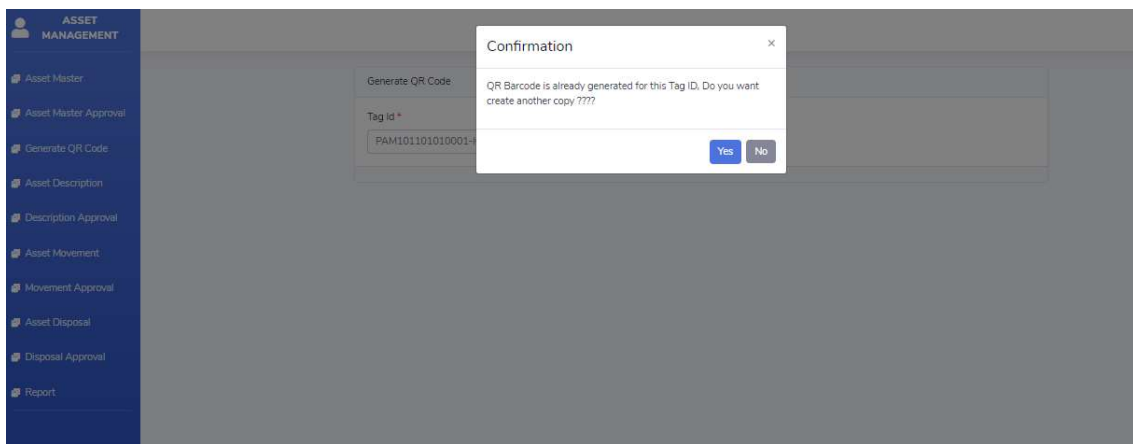 ASSET
MANAGEMENT
Asset Master
Asset Master Approval
Generate QR Code
Asset Description
Description Approval
Asset Movement
Movement Approval
Asset Disposal
Disposal Approval
Report
Generate QR Code
Tag Id *
PAM101101010001-
Confirmation
×
QR Barcode is already generated for this Tag ID, Do you want
create another copy ????
Yes
No